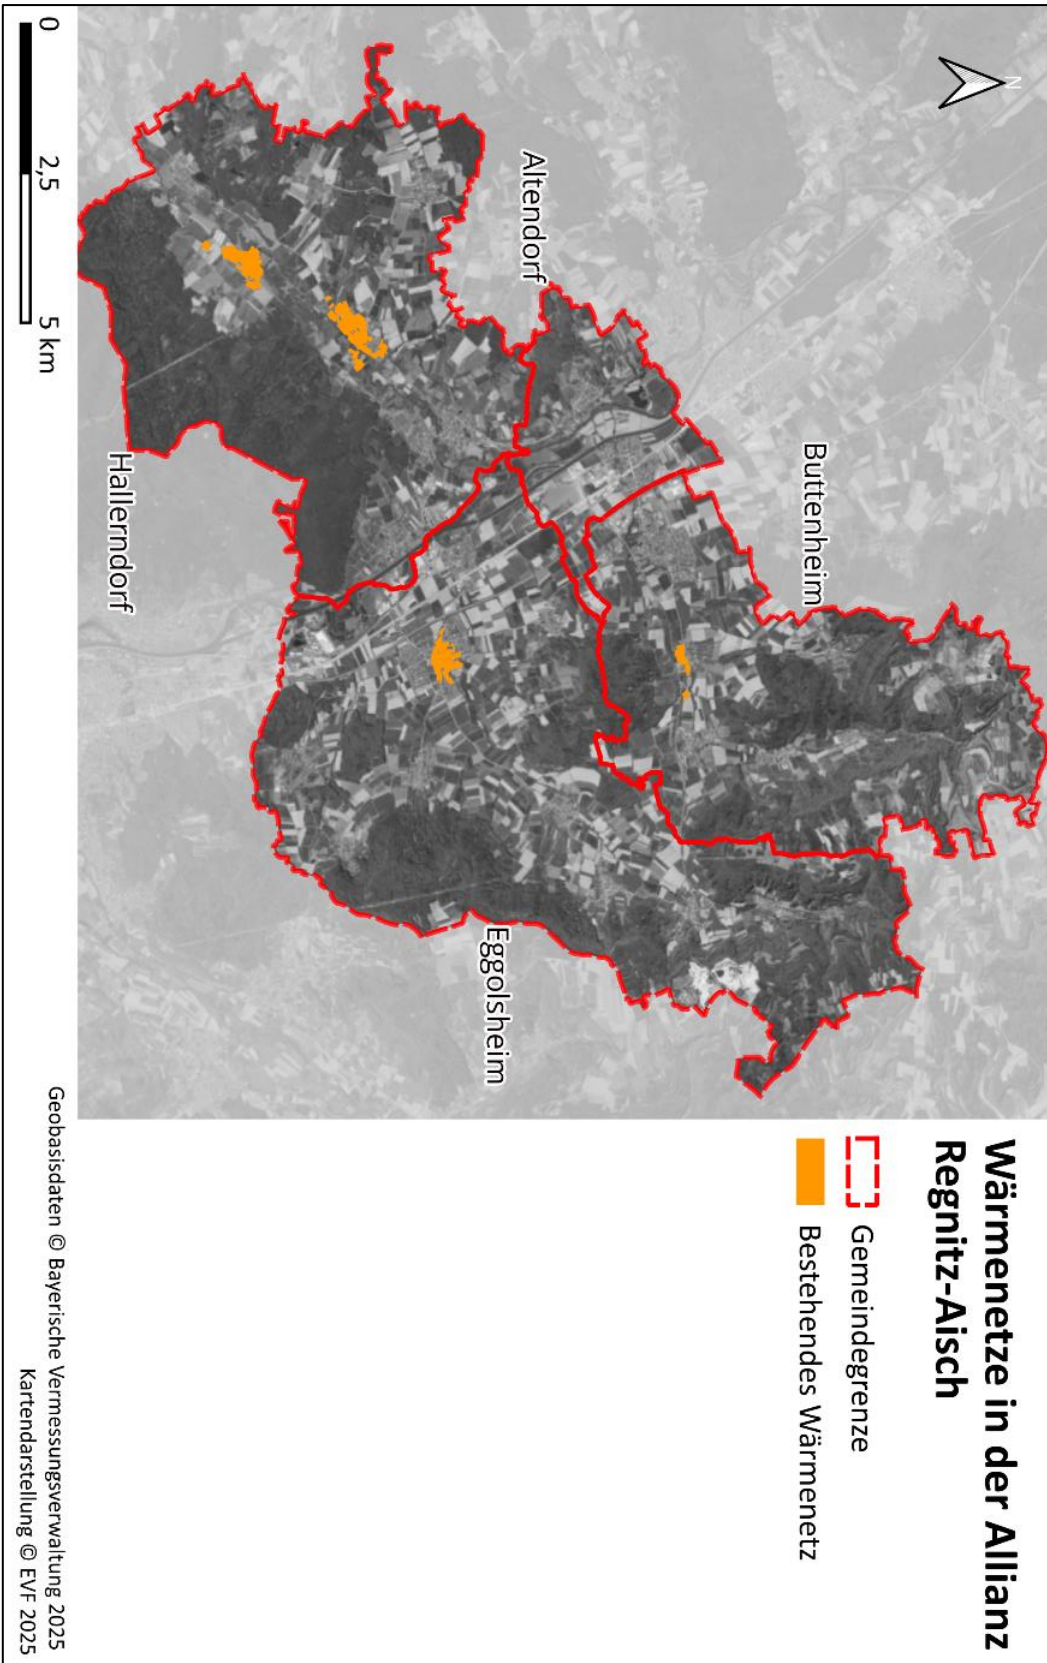 Wärmenetze in der Allianz
Regnitz-Aisch
Gemeindegrenze
Bestehendes Wärmenetz
N
Buttenheim
Altendorf
Eggolsheim
Hallerndorf
0 2,5 5 km
Geobasisdaten © Bayerische Vermessungsverwaltung 2025
Kartendarstellung © EVF 2025